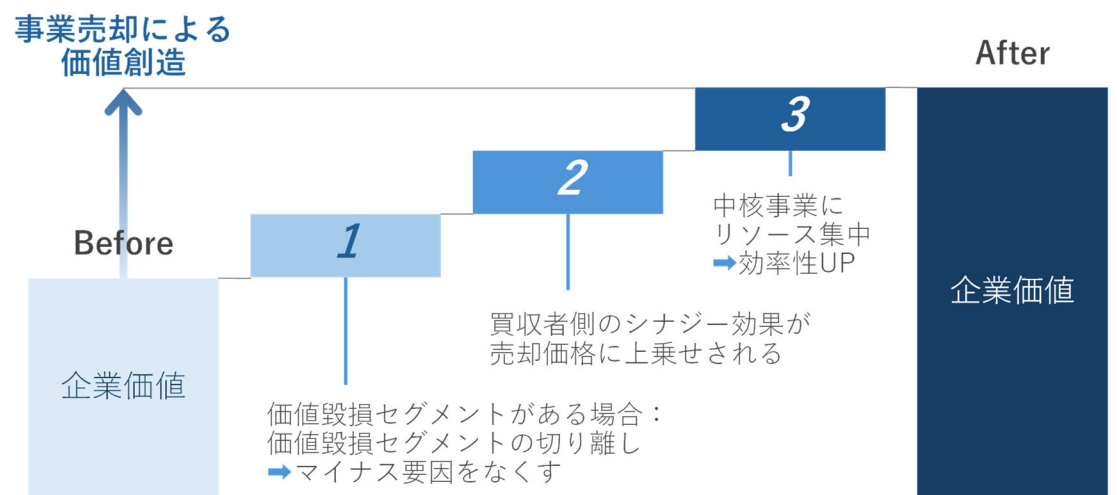 事業売却による
価値創造
Before
企業価値
1
価値毀損セグメントがある場合：
価値毀損セグメントの切り離し
➡マイナス要因をなくす
2
買収者側のシナジー効果が
売却価格に上乗せされる
3
中核事業に
リソース集中
➡効率性UP
After
企業価値